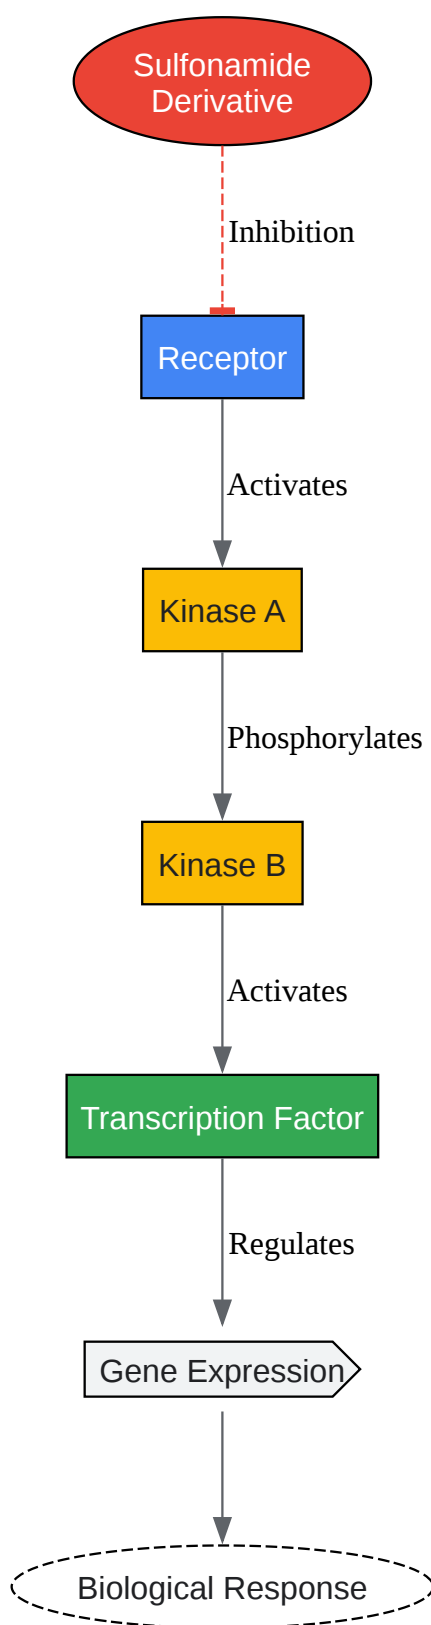 Sulfonamide
Derivative
Inhibition
Receptor
Activates
Kinase A
Phosphorylates
Kinase B
Activates
Transcription Factor
Regulates
Gene Expression
Biological Response